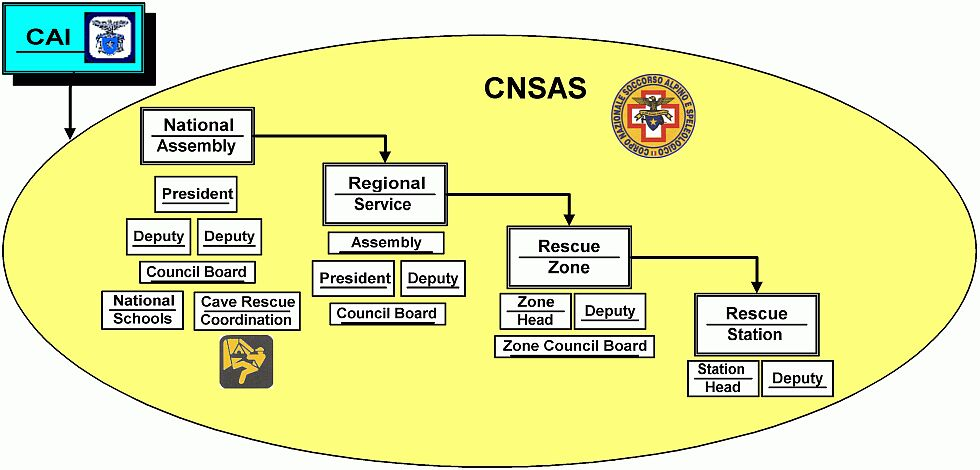 CAI
CNSAS
CORPO NAZIONALE SOCCORSO ALPINO E SPELEOLOGICO
National
Assembly
President
Deputy
Deputy
Council Board
National
Schools
Cave Rescue
Coordination
Regional
Service
Assembly
President
Deputy
Council Board
Rescue
Zone
Zone
Head
Deputy
Zone Council Board
Rescue
Station
Station
Head
Deputy